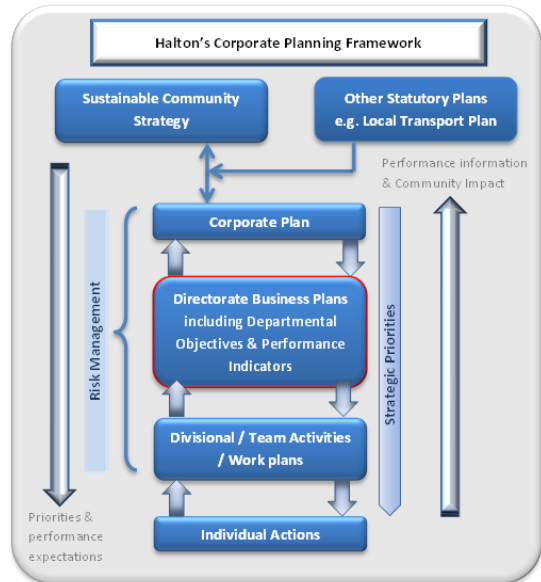 Halton's Corporate Planning Framework
Sustainable Community
Strategy
Other Statutory Plans
e.g. Local Transport Plan
Performance information
& Community Impact
Corporate Plan
Risk Management
Directorate Business Plans
including Departmental
Objectives & Performance
Indicators
Strategic Priorities
Divisional / Team Activities
/ Work plans
Priorities &
performance
expectations
Individual Actions